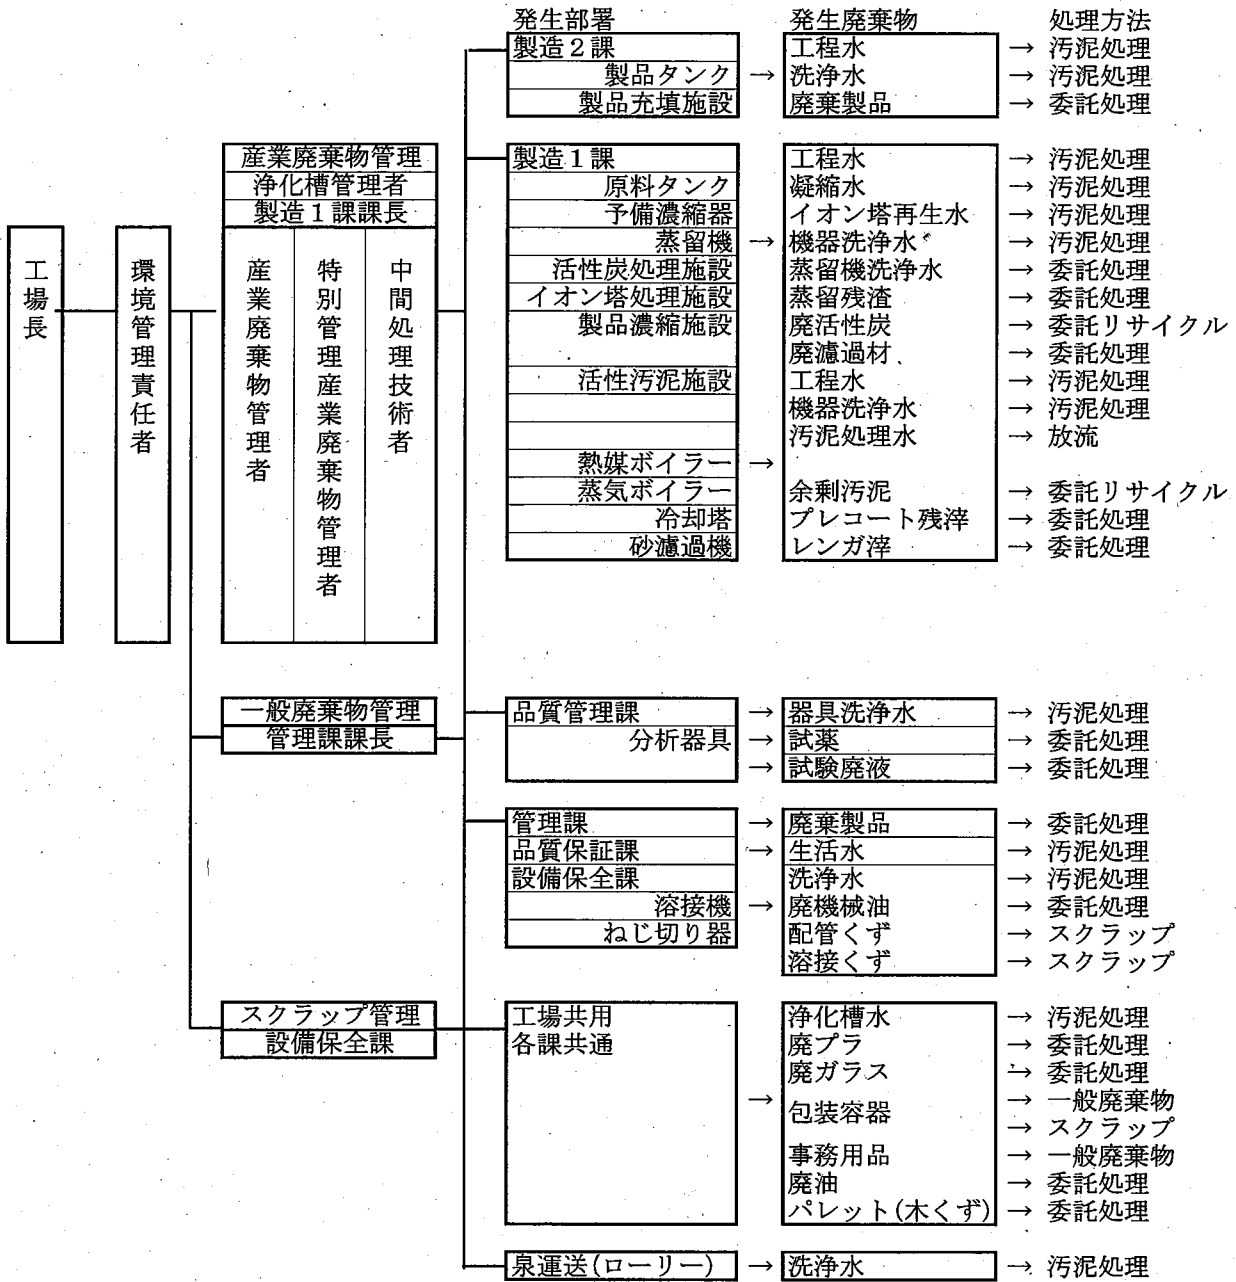 発生部署 発生廃棄物 処理方法
製造2課 工程水 → 汚泥処理
製品タンク → 洗浄水 → 汚泥処理
製品充填施設 廃棄製品 → 委託処理
産業廃棄物管理 製造1課 工程水 → 汚泥処理
浄化槽管理者 原料タンク 凝縮水 → 汚泥処理
製造1課課長 予備濃縮器 イオン塔再生水 → 汚泥処理
蒸留機 → 機器洗浄水 → 汚泥処理
活性炭処理施設 蒸留機洗浄水 → 委託処理
イオン塔処理施設 蒸留残渣 → 委託処理
製品濃縮施設 廃活性炭 → 委託リサイクル
廃濾過材 → 委託処理
活性汚泥施設 工程水 → 汚泥処理
機器洗浄水 → 汚泥処理
汚泥処理水 → 放流
熱媒ボイラー →
蒸気ボイラー 余剰汚泥 → 委託リサイクル
冷却塔 プレコート残滓 → 委託処理
砂濾過機 レンガ滓 → 委託処理
工場長
環境管理責任者
産業廃棄物管理者
特別管理産業廃棄物管理者
中間処理技術者
一般廃棄物管理 品質管理課 → 器具洗浄水 → 汚泥処理
管理課課長 分析器具 → 試薬 → 委託処理
→ 試験廃液 → 委託処理
管理課 → 廃棄製品 → 委託処理
品質保証課 → 生活水 → 汚泥処理
設備保全課 洗浄水 → 汚泥処理
溶接機 → 廃機械油 → 委託処理
ねじ切り器 配管くず → スクラップ
溶接くず → スクラップ
スクラップ管理 工場共用 浄化槽水 → 汚泥処理
設備保全課 各課共通 廃プラ → 委託処理
廃ガラス → 委託処理
→ 包装容器 → 一般廃棄物
→ スクラップ
事務用品 → 一般廃棄物
廃油 → 委託処理
パレット(木くず) → 委託処理
泉運送(ローリー) → 洗浄水 → 汚泥処理